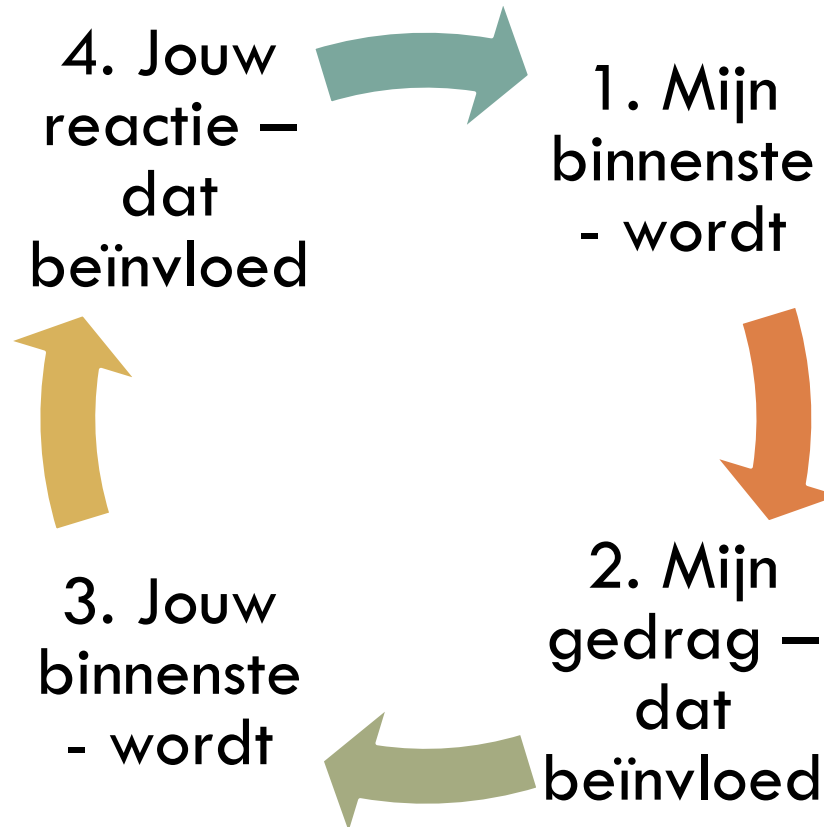 1. Mijn
binnenste
- wordt
2. Mijn
gedrag –
dat
beïnvloed
3. Jouw
binnenste
- wordt
4. Jouw
reactie –
dat
beïnvloed